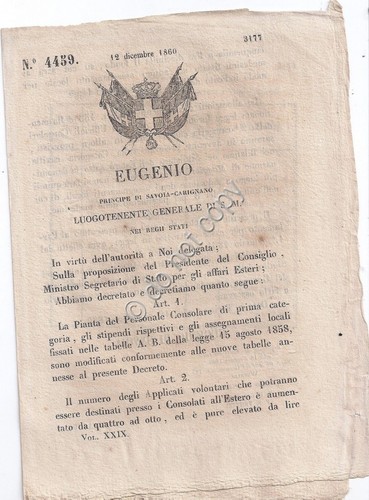 N.° 4459.
12 dicembre 1860
3177
EUGENIO
PRINCIPE DI SAVOIA-CARIGNANO
LUOGOTENENTE GENERALE DI S. M.
NEI REGII STATI
In virtù dell'autorità a Noi delegata;
Sulla proposizione del Presidente del Consiglio,
Ministro Segretario di Stato per gli affari Esteri;
Abbiamo decretato e decretiamo quanto segue:
Art. 1.
La Pianta del Personale Consolare di prima cate-
goria, gli stipendi rispettivi e gli assegnamenti locali
fissati nelle tabelle A. B. della legge 15 agosto 1858,
sono modificati conformemente alle nuove tabelle an-
nesse al presente Decreto.
Art. 2.
Il numero degli Applicati volontari che potranno
essere destinati presso i Consolati all'Estero è aumen-
tato da quattro ad otto, ed è pure elevato da lire
Vol. XXIX.
do not copy